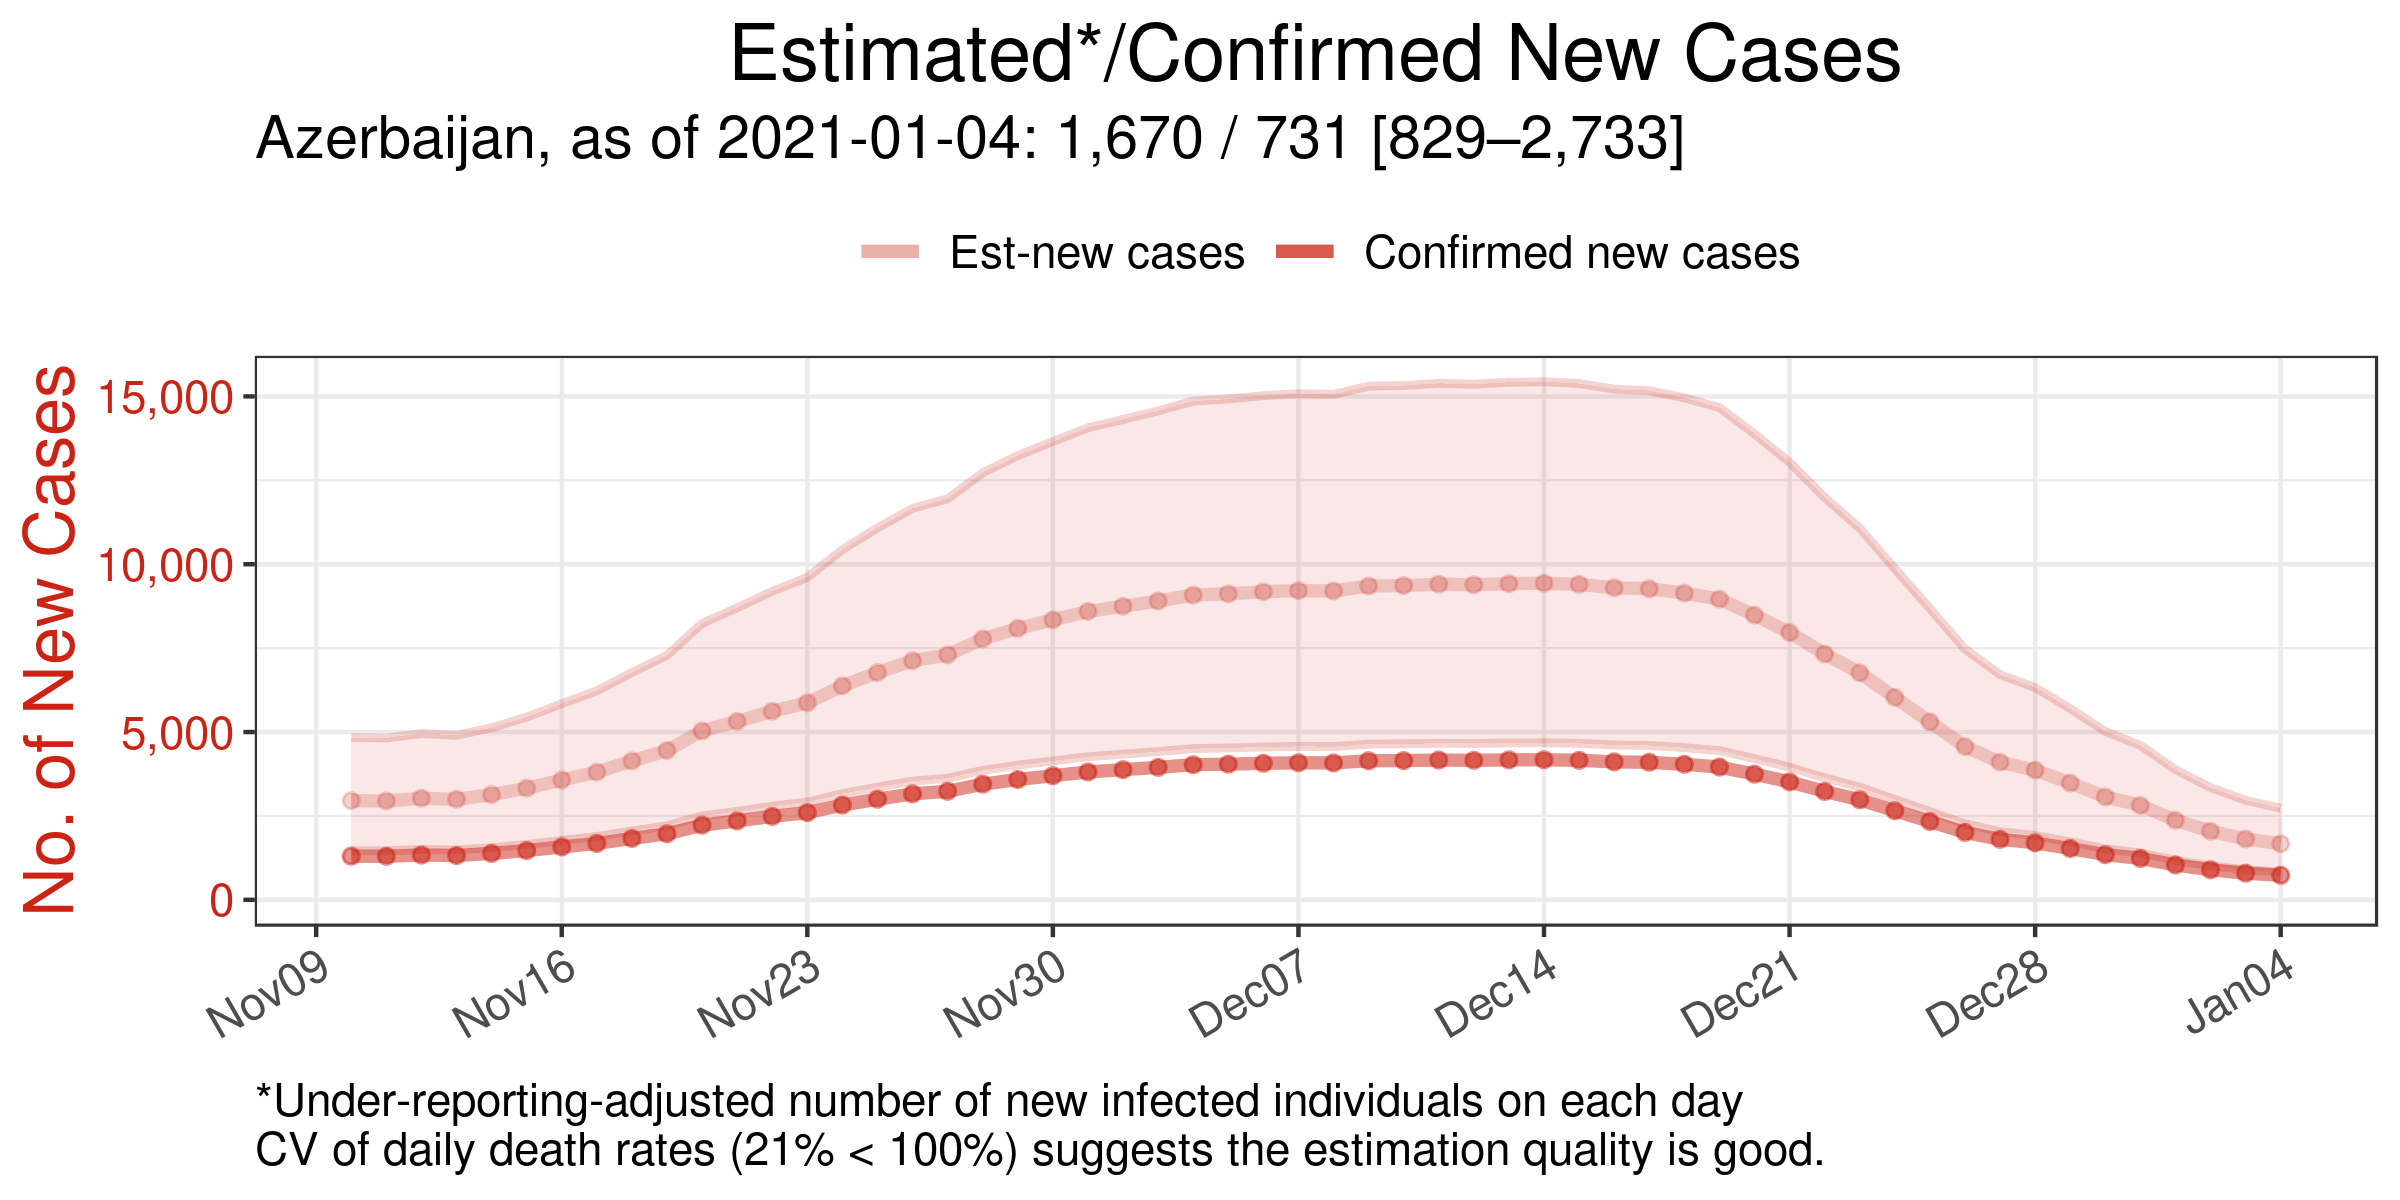 Estimated*/Confirmed New Cases
Azerbaijan, as of 2021-01-04: 1,670 / 731 [829–2,733]
Est-new cases
Confirmed new cases
No. of New Cases
15,000
10,000
5,000
0
Nov09
Nov16
Nov23
Nov30
Dec07
Dec14
Dec21
Dec28
Jan04
*Under-reporting-adjusted number of new infected individuals on each day
CV of daily death rates (21% < 100%) suggests the estimation quality is good.